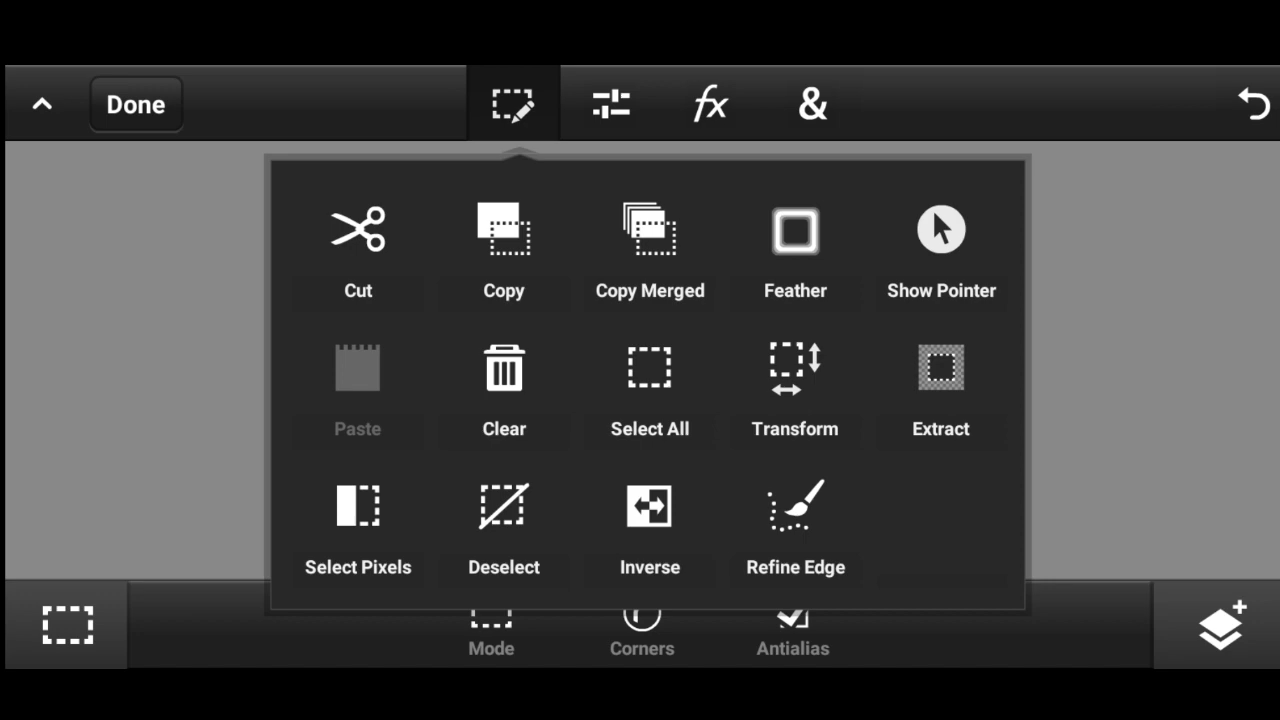 Done
fx
&
Cut
Copy
Copy Merged
Feather
Show Pointer
Paste
Clear
Select All
Transform
Extract
Select Pixels
Deselect
Inverse
Refine Edge
Mode
Corners
Antialias